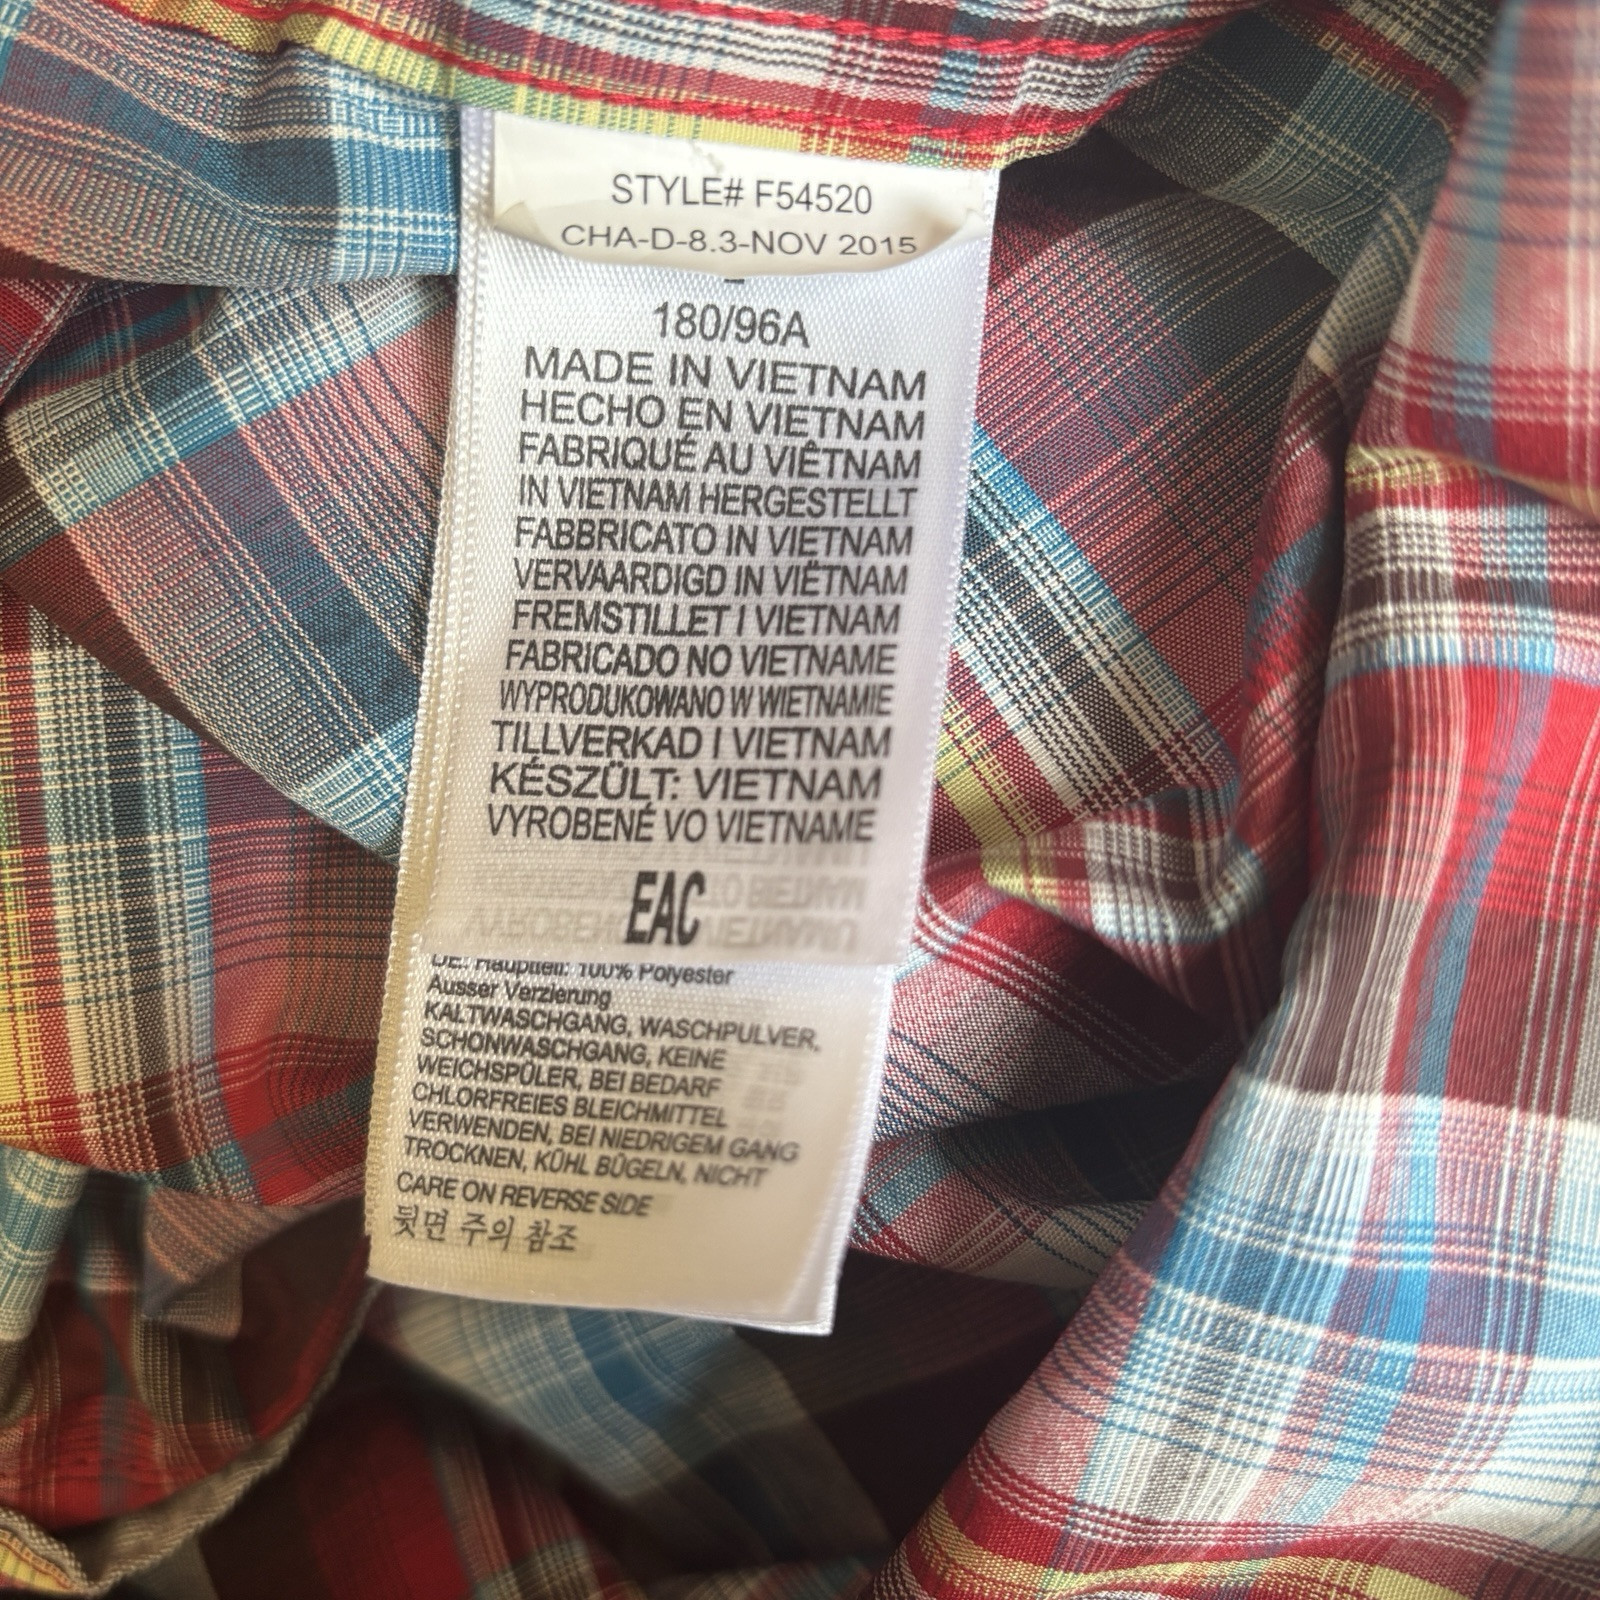 STYLE# F54520
CHA-D-8.3-NOV 2015
180/96A
MADE IN VIETNAM
HECHO EN VIETNAM
FABRIQUÉ AU VIÊTNAM
IN VIETNAM HERGESTELLT
FABBRICATO IN VIETNAM
VERVAARDIGD IN VIËTNAM
FREMSTILLET I VIETNAM
FABRICADO NO VIETNAME
WYPRODUKOWANO W WIETNAMIE
TILLVERKAD I VIETNAM
KÉSZÜLT: VIETNAM
VYROBENÉ VO VIETNAME
EAC
DE: Hauptteil: 100% Polyester
Ausser Verzierung
KALTWASCHGANG, WASCHPULVER,
SCHONWASCHGANG, KEINE
WEICHSPÜLER, BEI BEDARF
CHLORFREIES BLEICHMITTEL
VERWENDEN, BEI NIEDRIGEM GANG
TROCKNEN, KÜHL BÜGELN, NICHT
CARE ON REVERSE SIDE
뒷면 주의 참조